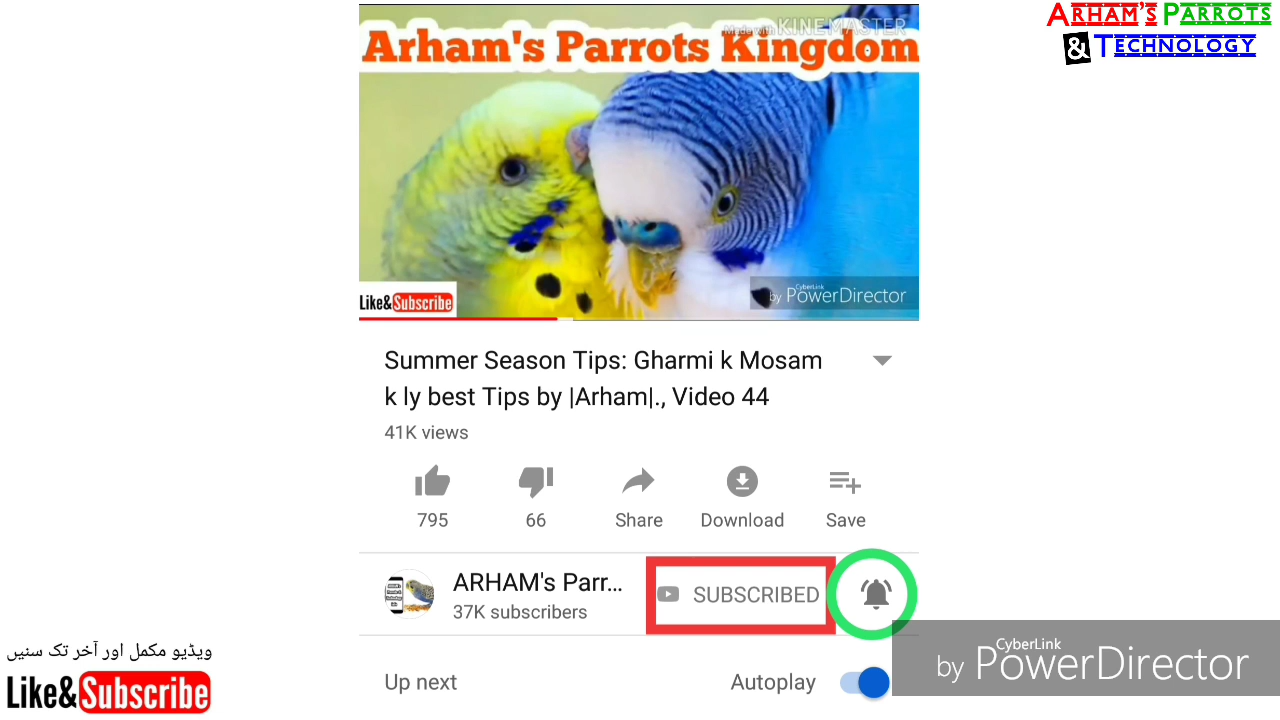 ARHAM'S PARROTS
& TECHNOLOGY
Made with KINEMASTER
Arham's Parrots Kingdom
Like&Subscribe
CyberLink
by PowerDirector
Summer Season Tips: Gharmi k Mosam
k ly best Tips by |Arham|., Video 44
41K views
795
66
Share
Download
Save
ARHAM's Parr...
37K subscribers
SUBSCRIBED
ویڈیو مکمل اور آخر تک سنیں
Like&Subscribe
Up next
Autoplay
CyberLink
by PowerDirector